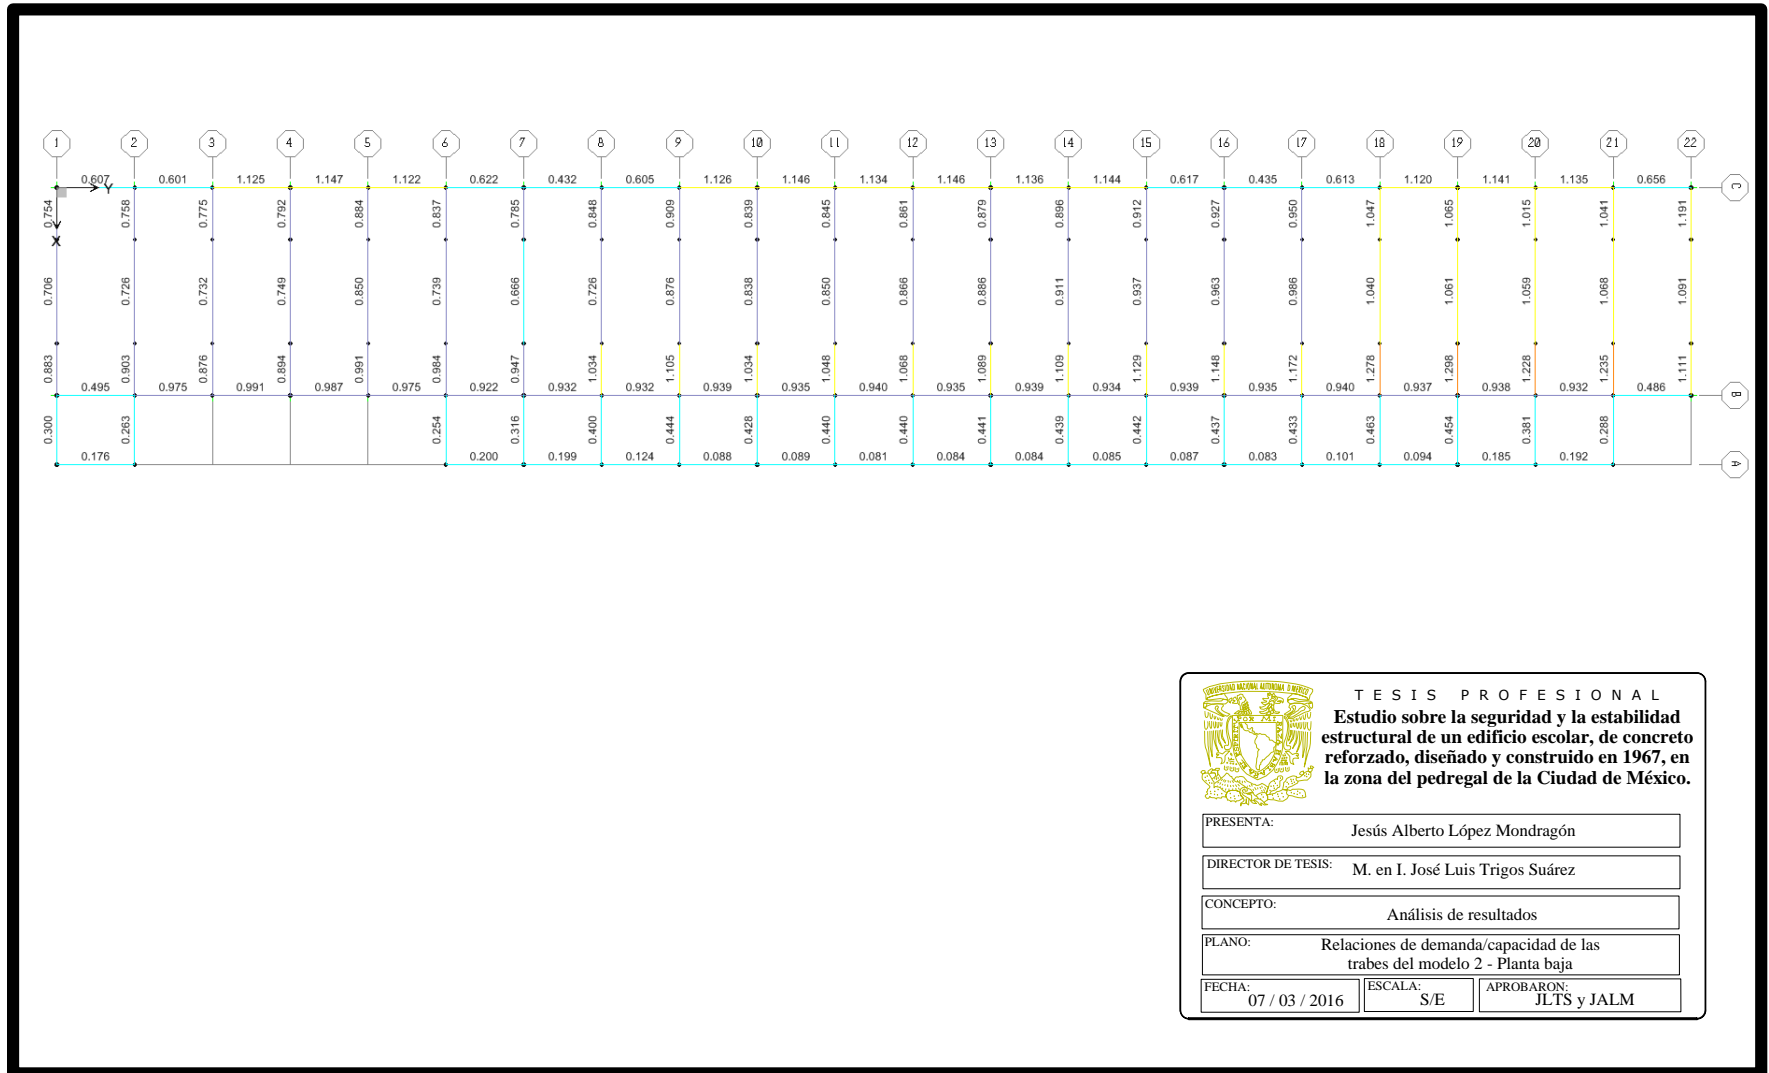 1 2 3 4 5 6 7 8 9 10 11 12 13 14 15 16 17 18 19 20 21 22
0.607 0.601 1.125 1.147 1.122 0.622 0.432 0.605 1.126 1.146 1.134 1.146 1.136 1.144 0.617 0.435 0.613 1.120 1.141 1.135 0.656
Y
C
0.754 0.758 0.775 0.792 0.884 0.837 0.785 0.848 0.909 0.839 0.845 0.861 0.879 0.896 0.912 0.927 0.950 1.047 1.065 1.015 1.041 1.191
X
0.706 0.726 0.732 0.749 0.850 0.739 0.666 0.726 0.876 0.838 0.850 0.866 0.886 0.911 0.937 0.963 0.986 1.040 1.061 1.059 1.068 1.091
0.883 0.903 0.876 0.894 0.991 0.984 0.947 1.034 1.105 1.034 1.048 1.068 1.089 1.109 1.129 1.148 1.172 1.278 1.298 1.228 1.235 1.111
0.495 0.975 0.991 0.987 0.975 0.922 0.932 0.932 0.939 0.935 0.940 0.935 0.939 0.934 0.939 0.935 0.940 0.937 0.938 0.932 0.486
B
0.300 0.263 0.254 0.316 0.400 0.444 0.428 0.440 0.440 0.441 0.439 0.442 0.437 0.433 0.463 0.454 0.381 0.288
0.176 0.200 0.199 0.124 0.088 0.089 0.081 0.084 0.084 0.085 0.087 0.083 0.101 0.094 0.185 0.192
A
TESIS PROFESIONAL
Estudio sobre la seguridad y la estabilidad
estructural de un edificio escolar, de concreto
reforzado, diseñado y construido en 1967, en
la zona del pedregal de la Ciudad de México.
PRESENTA:
Jesús Alberto López Mondragón
DIRECTOR DE TESIS:
M. en I. José Luis Trigos Suárez
CONCEPTO:
Análisis de resultados
PLANO:
Relaciones de demanda/capacidad de las
trabes del modelo 2 - Planta baja
FECHA:
07 / 03 / 2016
ESCALA:
S/E
APROBARON:
JLTS y JALM